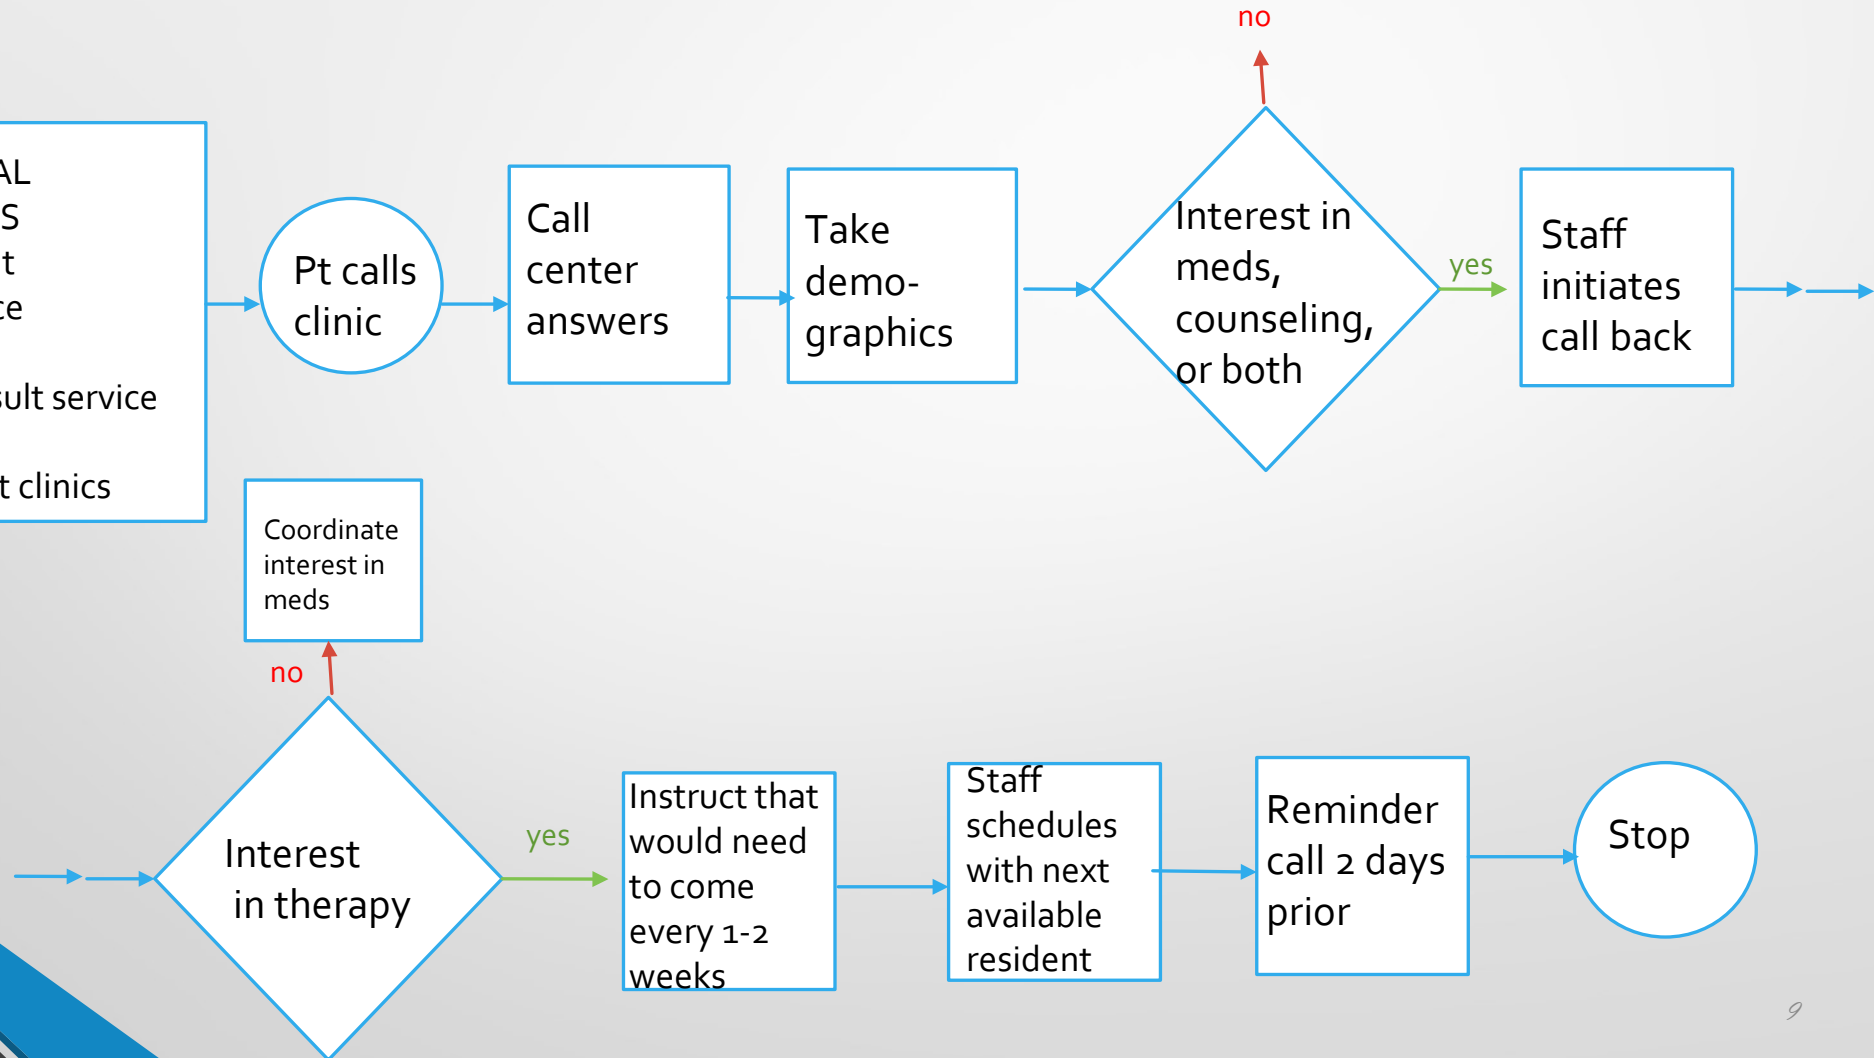 no
AL
S
t
ce
sult service
t clinics
Pt calls
clinic
Call
center
answers
Take
demo-
graphics
Interest in
meds,
counseling,
or both
yes
Staff
initiates
call back
Coordinate
interest in
meds
no
Interest
in therapy
yes
Instruct that
would need
to come
every 1-2
weeks
Staff
schedules
with next
available
resident
Reminder
call 2 days
prior
Stop
9